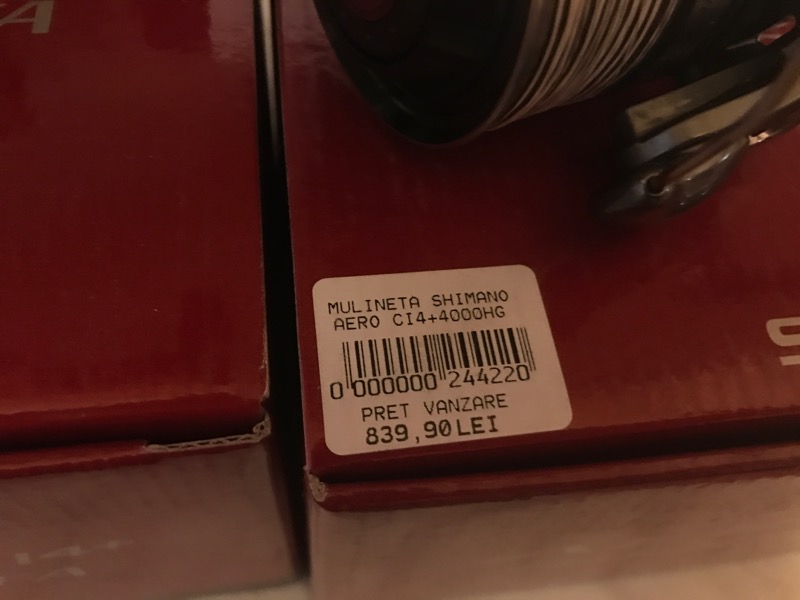 MULINETA SHIMANO
AERO CI4+4000HG
0 000000 244220
PRET VANZARE
839,90LEI